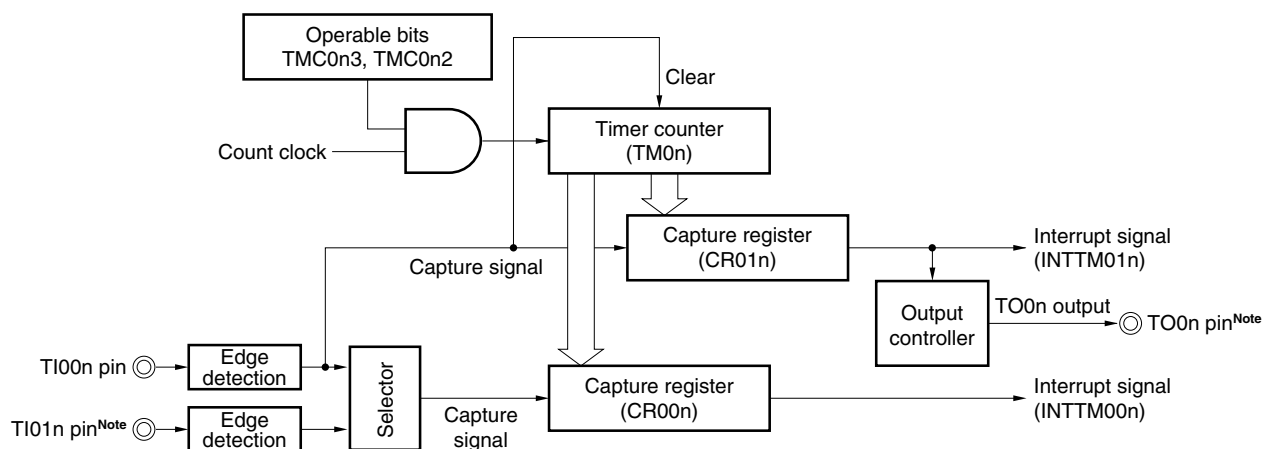 Operable bits
TMC0n3, TMC0n2
Clear
Timer counter
(TM0n)
Count clock
Capture register
(CR01n)
Interrupt signal
(INTTM01n)
Capture signal
Output
controller
TO0n output
TO0n pinNote
TI00n pin
Edge
detection
Selector
Capture register
(CR00n)
Interrupt signal
(INTTM00n)
TI01n pinNote
Edge
detection
Capture
signal